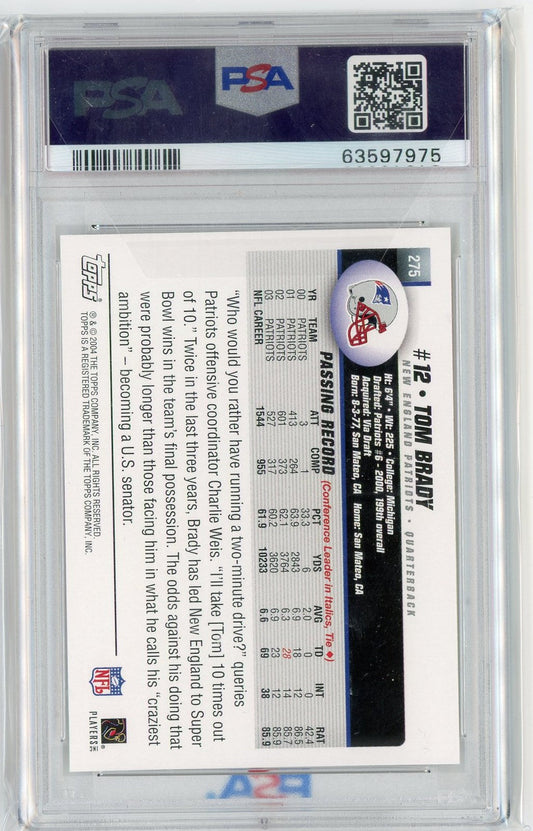 PSA
PSA
63597975
275
#12 • TOM BRADY
NEW ENGLAND PATRIOTS • QUARTERBACK
Ht: 6'4" • Wt: 225 • College: Michigan
Drafted: Patriots #6 - 2000, 199th overall
Acquired: Via Draft
Born: 8-3-77, San Mateo, CA Home: San Mateo, CA
PASSING RECORD (Conference Leader in Italics, Tie ♦)
YR TEAM ATT COMP PCT YDS AVG TD INT RAT
00 PATRIOTS 3 1 33.3 6 2.0 0 0 42.4
01 PATRIOTS 413 264 63.9 2843 6.9 18 12 86.5
02 PATRIOTS 601 373 62.1 3764 6.3 28 14 85.7
03 PATRIOTS 527 317 60.2 3620 6.9 23 12 85.9
NFL CAREER 1544 955 61.9 10233 6.6 69 38 85.9
"Who would you rather have running a two-minute drive?" queries
Patriots offensive coordinator Charlie Weis. "I'll take [Tom] 10 times out
of 10." Twice in the last three years, Brady has led New England to Super
Bowl wins in the team's final possession. The odds against his doing that
were probably longer than those facing him in what he calls his "craziest
ambition" – becoming a U.S. senator.
topps
® & © 2004 THE TOPPS COMPANY, INC. ALL RIGHTS RESERVED.
TOPPS IS A REGISTERED TRADEMARK OF THE TOPPS COMPANY, INC.
NFL
PLAYERS INC
PSA